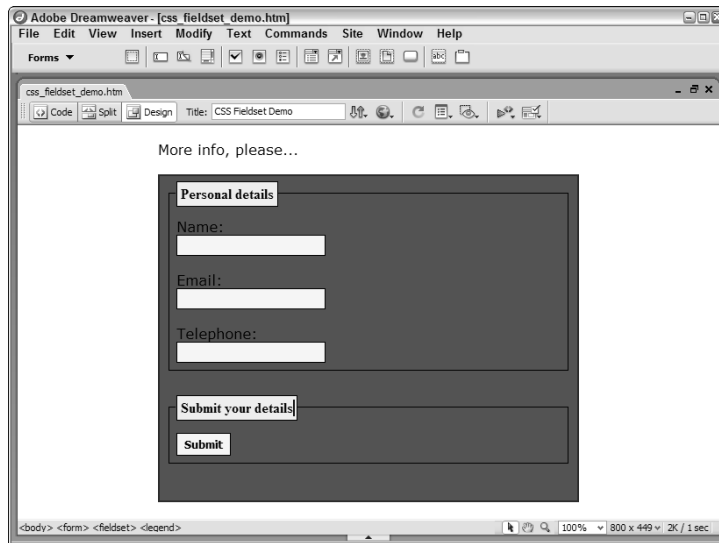 Adobe Dreamweaver - [css_fieldset_demo.htm]
File Edit View Insert Modify Text Commands Site Window Help
Forms
abc
css_fieldset_demo.htm
Code Split Design Title: CSS Fieldset Demo
More info, please...
Personal details
Name:
Email:
Telephone:
Submit your details
Submit
<body> <form> <fieldset> <legend> 100% 800 x 449 2K / 1 sec